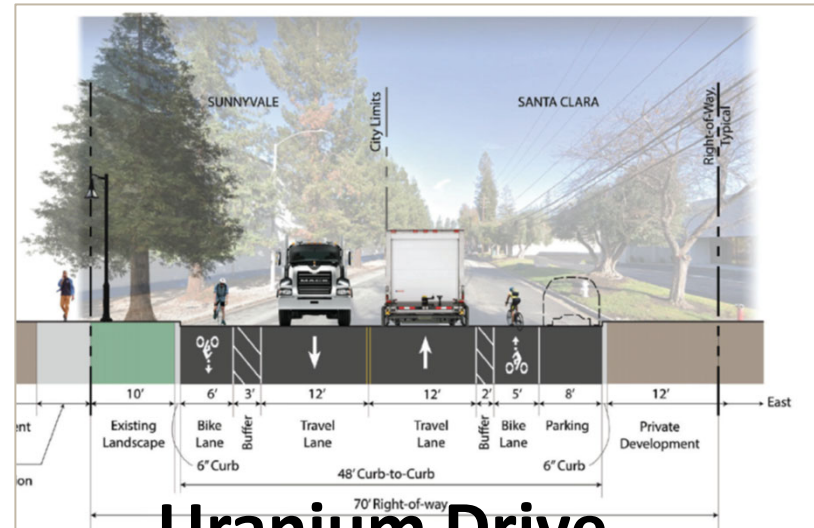 SUNNYVALE
City Limits
SANTA CLARA
Right-of-Way,
Typical
10'
6'
3'
12'
12'
2'
5'
8'
12'
East
Existing
Landscape
Bike
Lane
Buffer
Travel
Lane
Travel
Lane
Buffer
Bike
Lane
Parking
Private
Development
6" Curb
6" Curb
48' Curb-to-Curb
70' Right-of-way
Uranium Drive